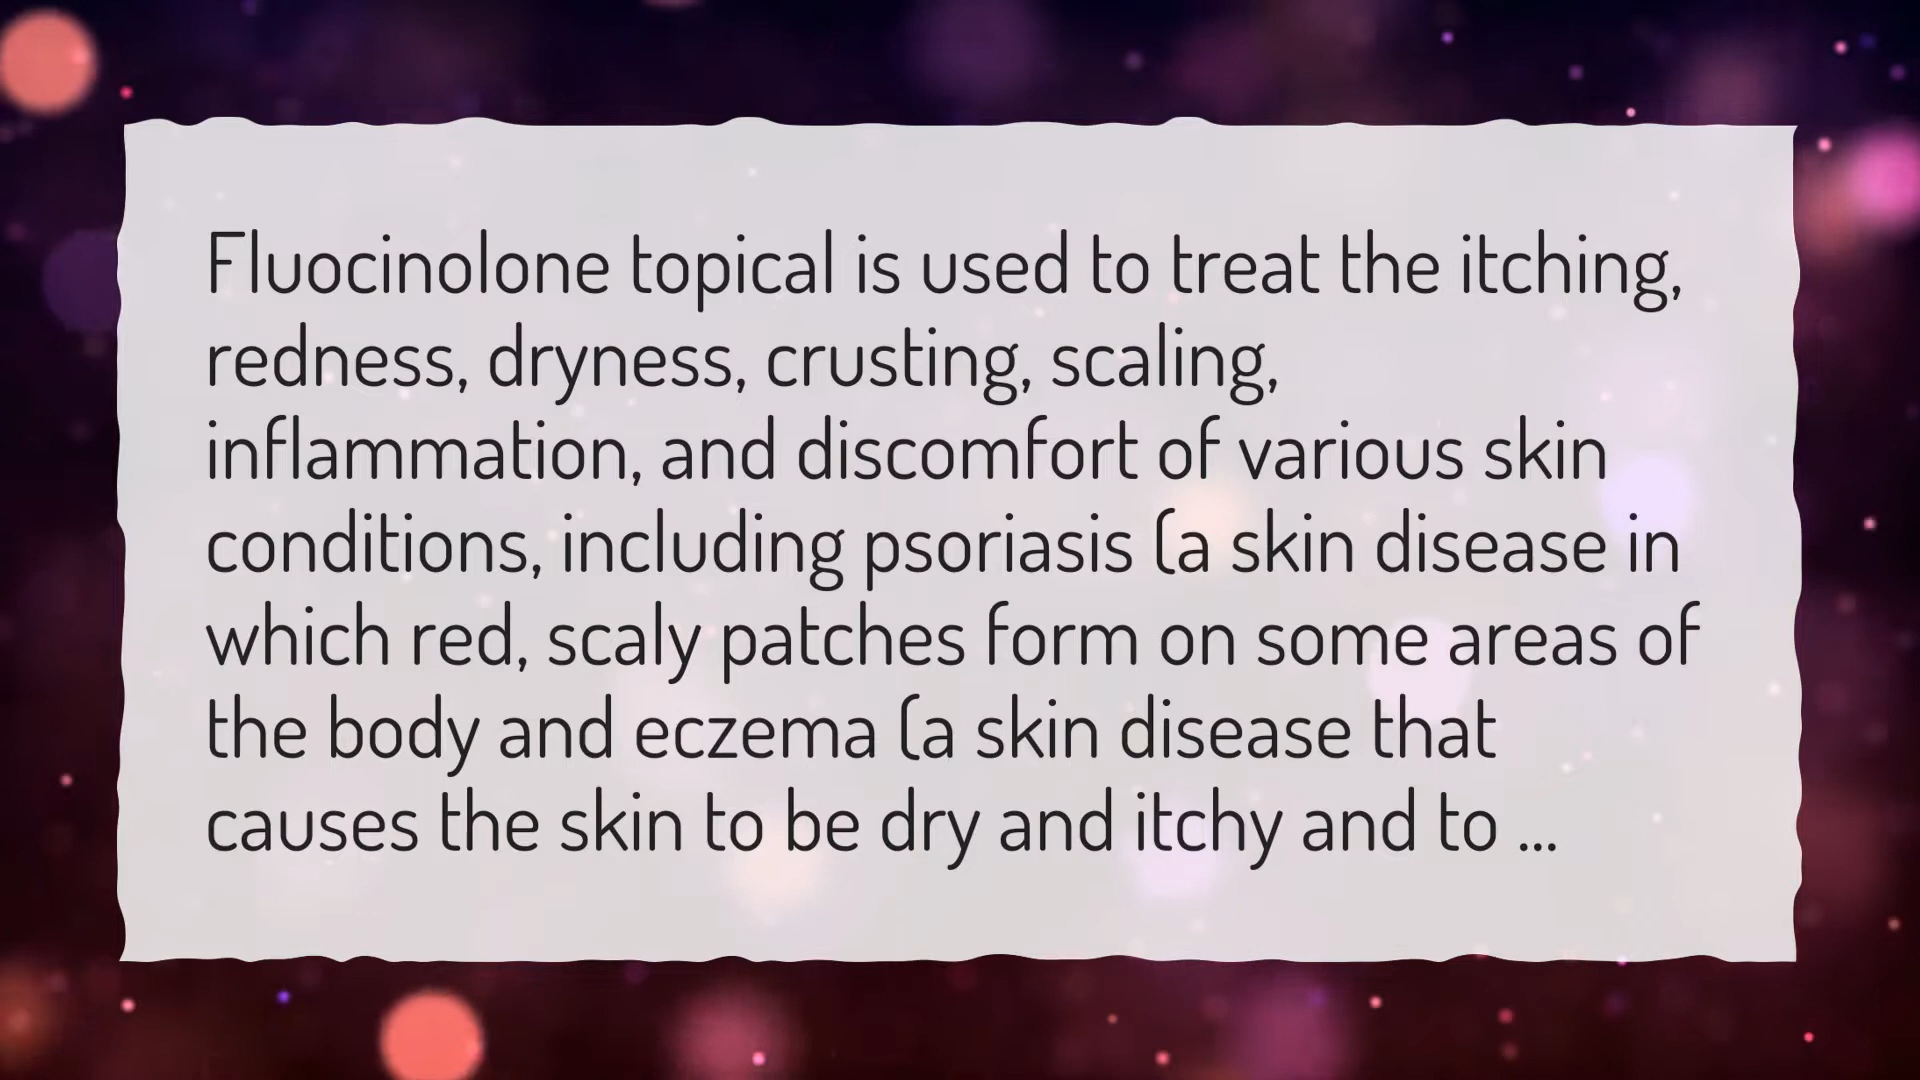 Fluocinolone topical is used to treat the itching,
redness, dryness, crusting, scaling,
inflammation, and discomfort of various skin
conditions, including psoriasis (a skin disease in
which red, scaly patches form on some areas of
the body and eczema (a skin disease that
causes the skin to be dry and itchy and to ...